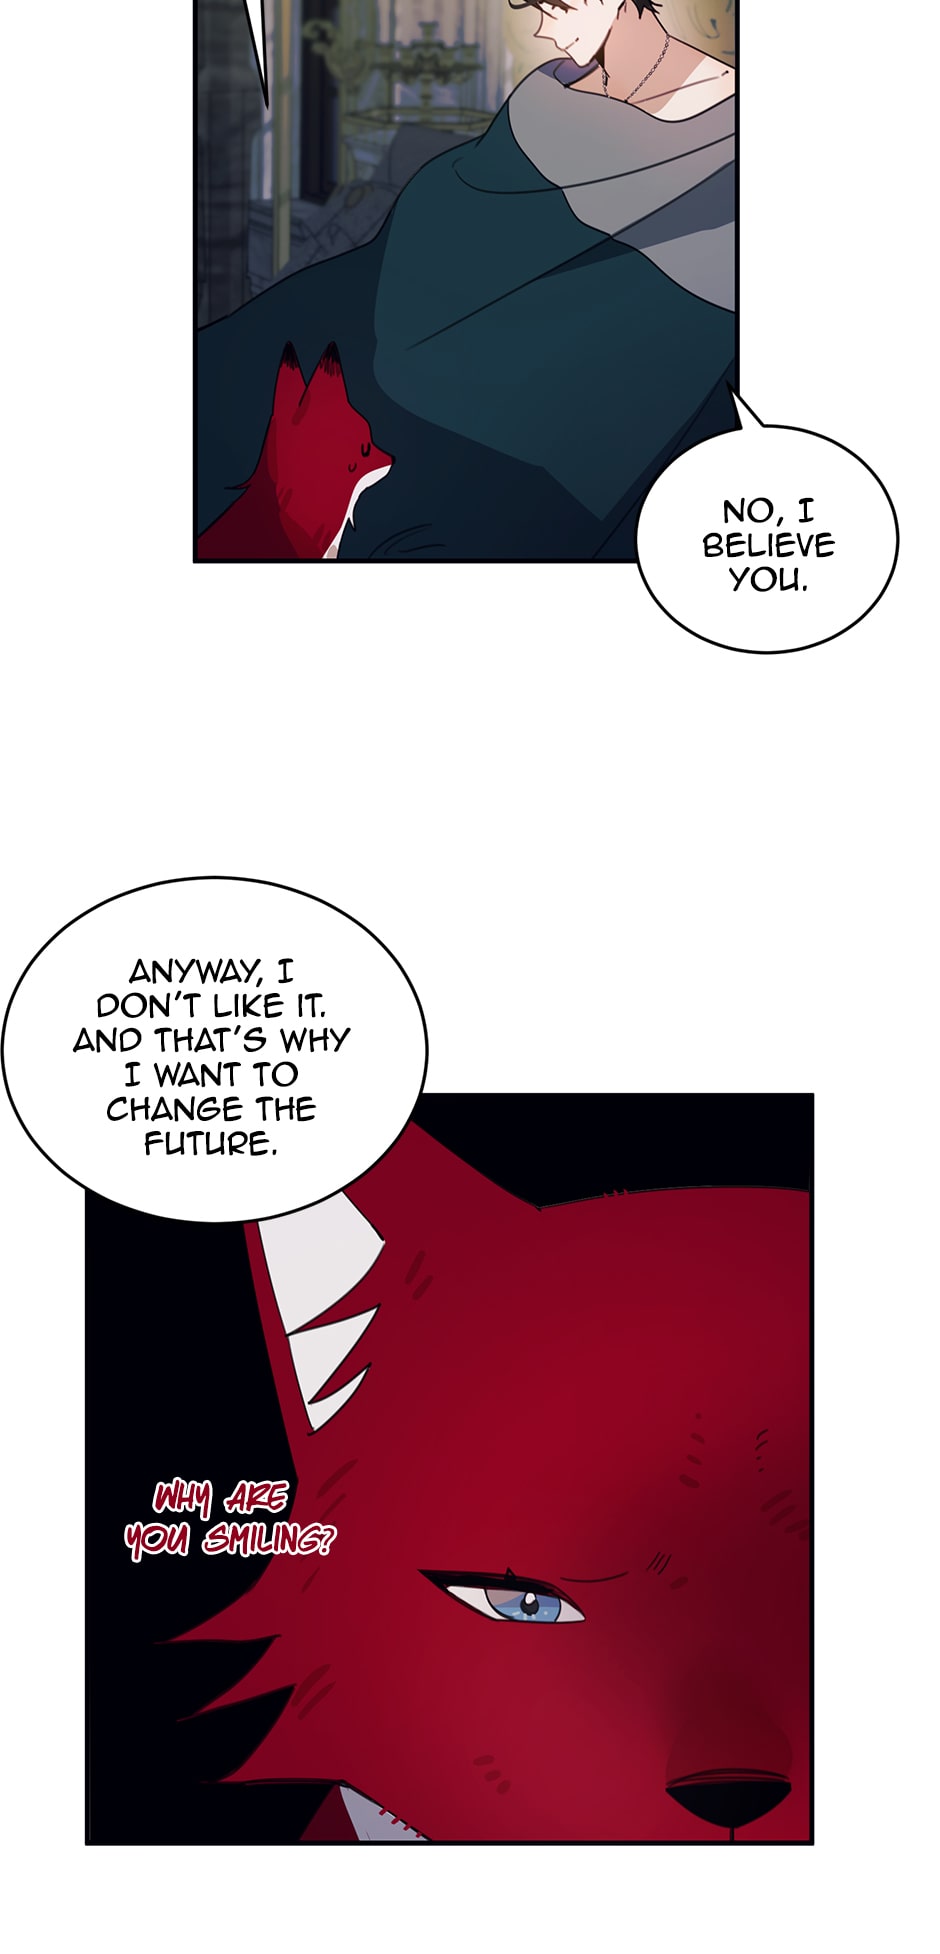 NO, I
BELIEVE
YOU.
ANYWAY, I
DON'T LIKE IT.
AND THAT'S WHY
I WANT TO
CHANGE THE
FUTURE.
WHY ARE
YOU SMILING?